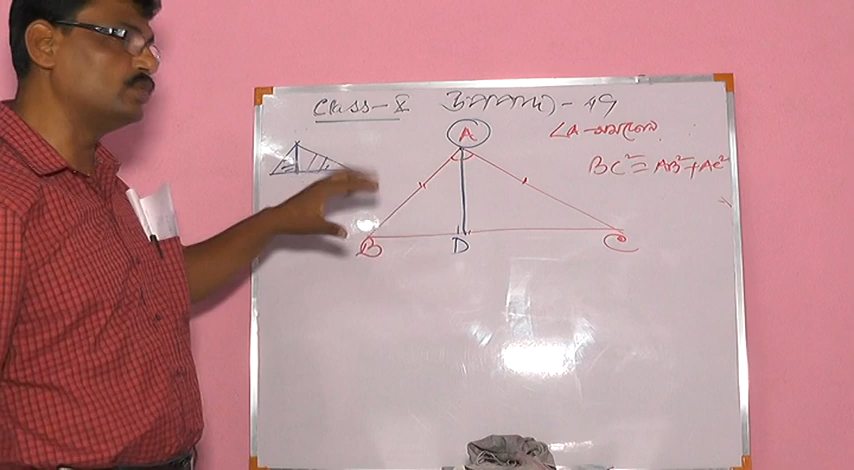 Class - X উপপাদ্য - 49
A
∠A - সমকোণ
BC² = AB² + AC²
B D C